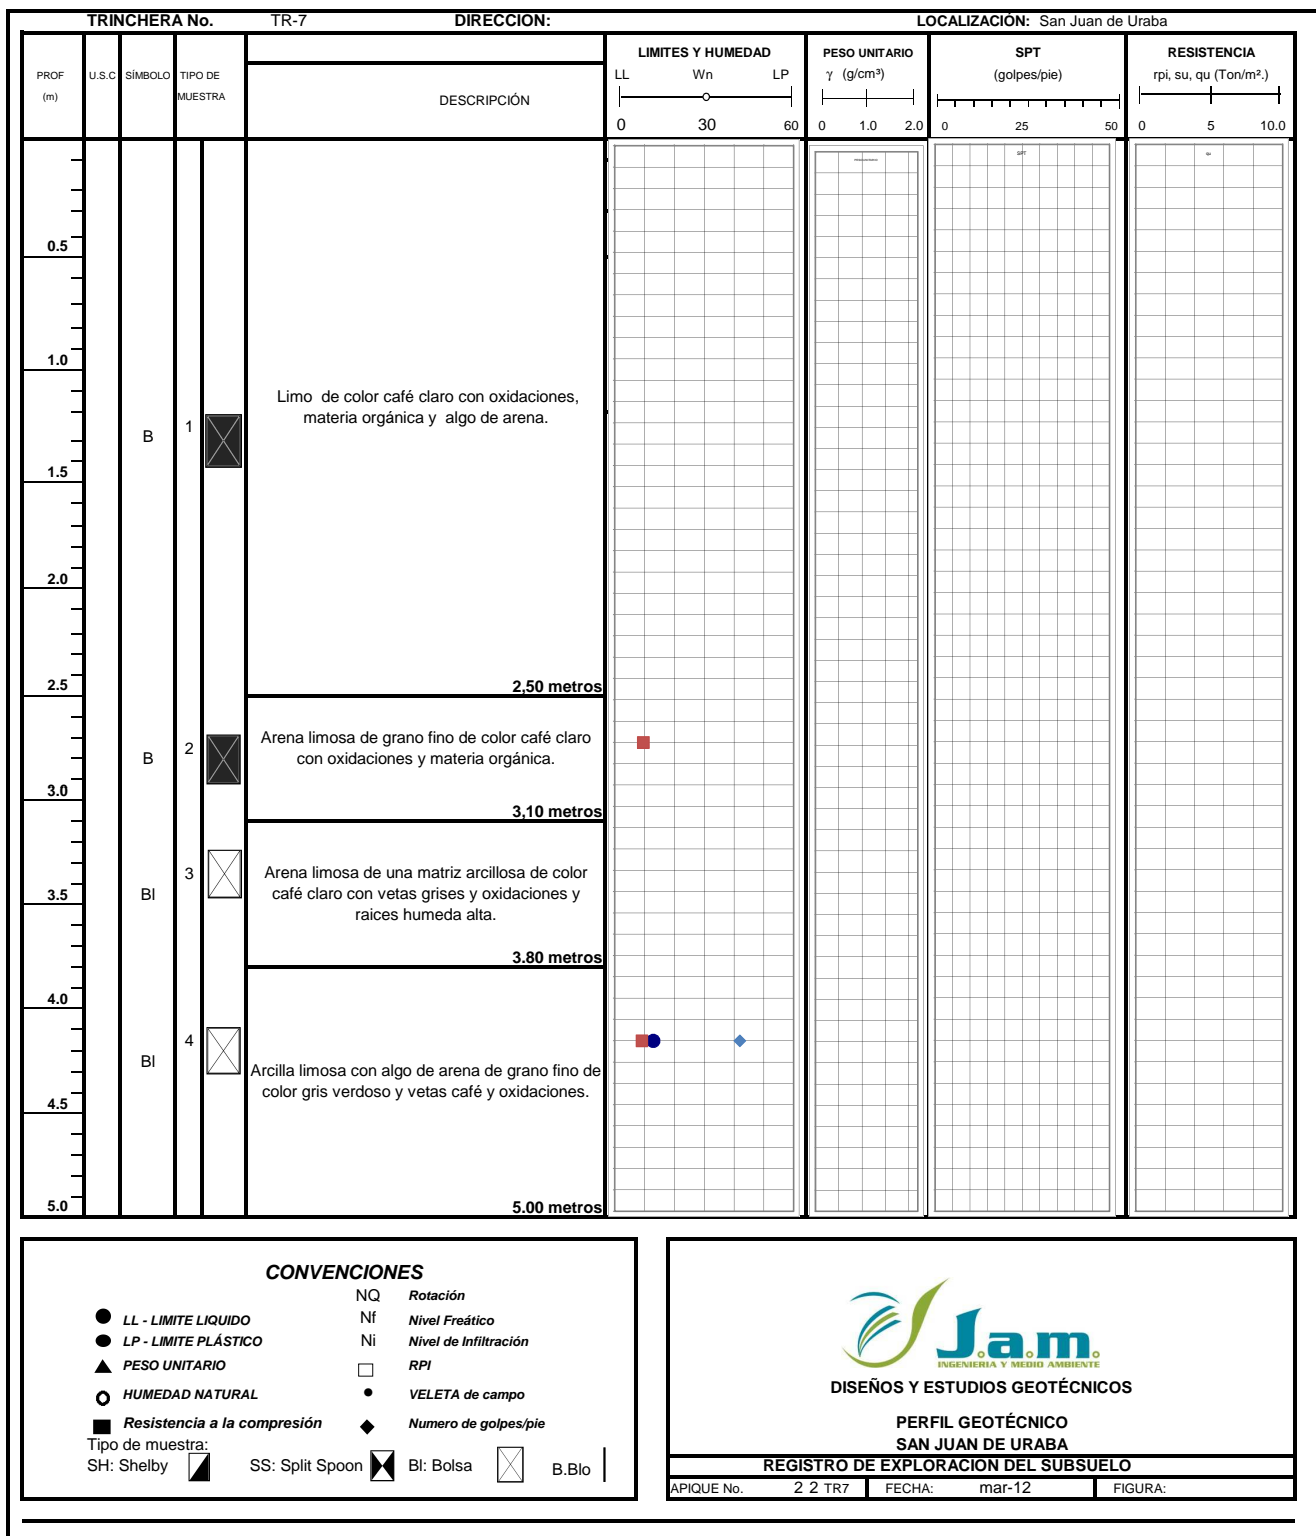 TRINCHERA No. TR-7 DIRECCION: LOCALIZACIÓN: San Juan de Uraba
PROF (m)
U.S.C
SÍMBOLO
TIPO DE MUESTRA
DESCRIPCIÓN
LIMITES Y HUMEDAD
LL Wn LP
0 30 60
PESO UNITARIO
γ (g/cm³)
0 1.0 2.0
SPT
(golpes/pie)
0 25 50
RESISTENCIA
rpi, su, qu (Ton/m².)
0 5 10.0
SPT
0.5
1.0
Limo de color café claro con oxidaciones,
materia orgánica y algo de arena.
B 1
1.5
2.0
2.5
2,50 metros
Arena limosa de grano fino de color café claro
con oxidaciones y materia orgánica.
B 2
3.0
3,10 metros
Arena limosa de una matriz arcillosa de color
café claro con vetas grises y oxidaciones y
raices humeda alta.
Bl 3
3.5
3.80 metros
4.0
Bl 4
Arcilla limosa con algo de arena de grano fino de
color gris verdoso y vetas café y oxidaciones.
4.5
5.0
5.00 metros
CONVENCIONES
NQ Rotación
LL - LIMITE LIQUIDO Nf Nivel Freático
LP - LIMITE PLÁSTICO Ni Nivel de Infiltración
PESO UNITARIO RPI
HUMEDAD NATURAL VELETA de campo
Resistencia a la compresión Numero de golpes/pie
Tipo de muestra:
SH: Shelby SS: Split Spoon Bl: Bolsa B.Blo
J.a.m.
INGENIERIA Y MEDIO AMBIENTE
DISEÑOS Y ESTUDIOS GEOTÉCNICOS
PERFIL GEOTÉCNICO
SAN JUAN DE URABA
REGISTRO DE EXPLORACION DEL SUBSUELO
APIQUE No. 2 2 TR7 FECHA: mar-12 FIGURA: